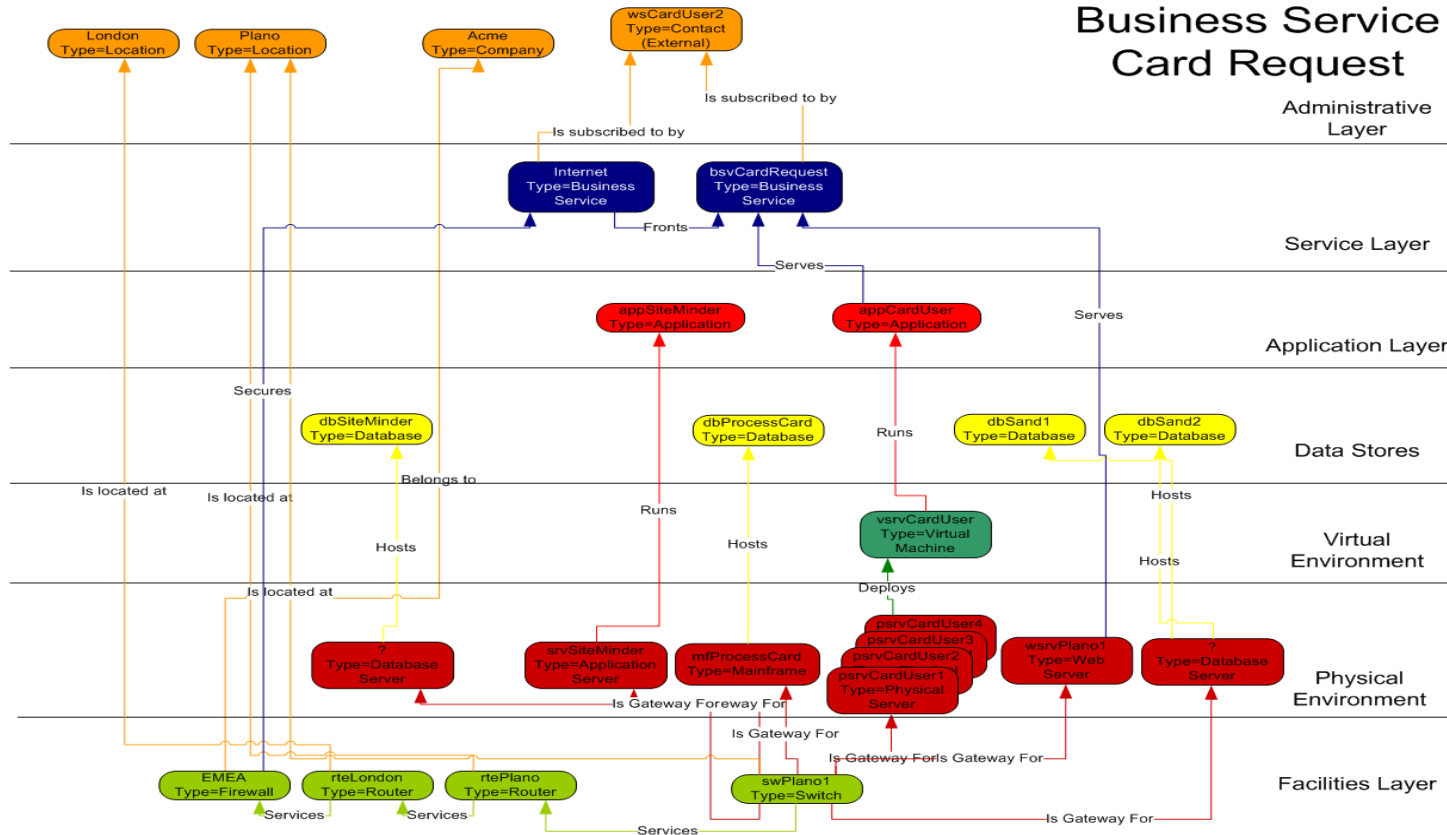 Business Service
Card Request
London
Type=Location
Plano
Type=Location
Acme
Type=Company
wsCardUser2
Type=Contact
(External)
Is subscribed to by
Is subscribed to by
Administrative
Layer
Internet
Type=Business
Service
bsvCardRequest
Type=Business
Service
Fronts
Serves
Service Layer
appSiteMinder
Type=Application
appCardUser
Type=Application
Serves
Application Layer
Secures
dbSiteMinder
Type=Database
dbProcessCard
Type=Database
dbSand1
Type=Database
dbSand2
Type=Database
Runs
Data Stores
Is located at
Is located at
Belongs to
Hosts
Runs
vsrvCardUser
Type=Virtual
Machine
Hosts
Hosts
Hosts
Virtual
Environment
Is located at
Deploys
?
Type=Database
Server
srvSiteMinder
Type=Application
Server
mfProcessCard
Type=Mainframe
psrvCardUser4
psrvCardUser3
psrvCardUser2
psrvCardUser1
Type=Physical
Server
wsrvPlano1
Type=Web
Server
?
Type=Database
Server
Physical
Environment
Is Gateway Foreway For
Is Gateway For
Is Gateway ForIs Gateway For
EMEA
Type=Firewall
rteLondon
Type=Router
rtePlano
Type=Router
swPlano1
Type=Switch
Facilities Layer
Services
Services
Services
Is Gateway For